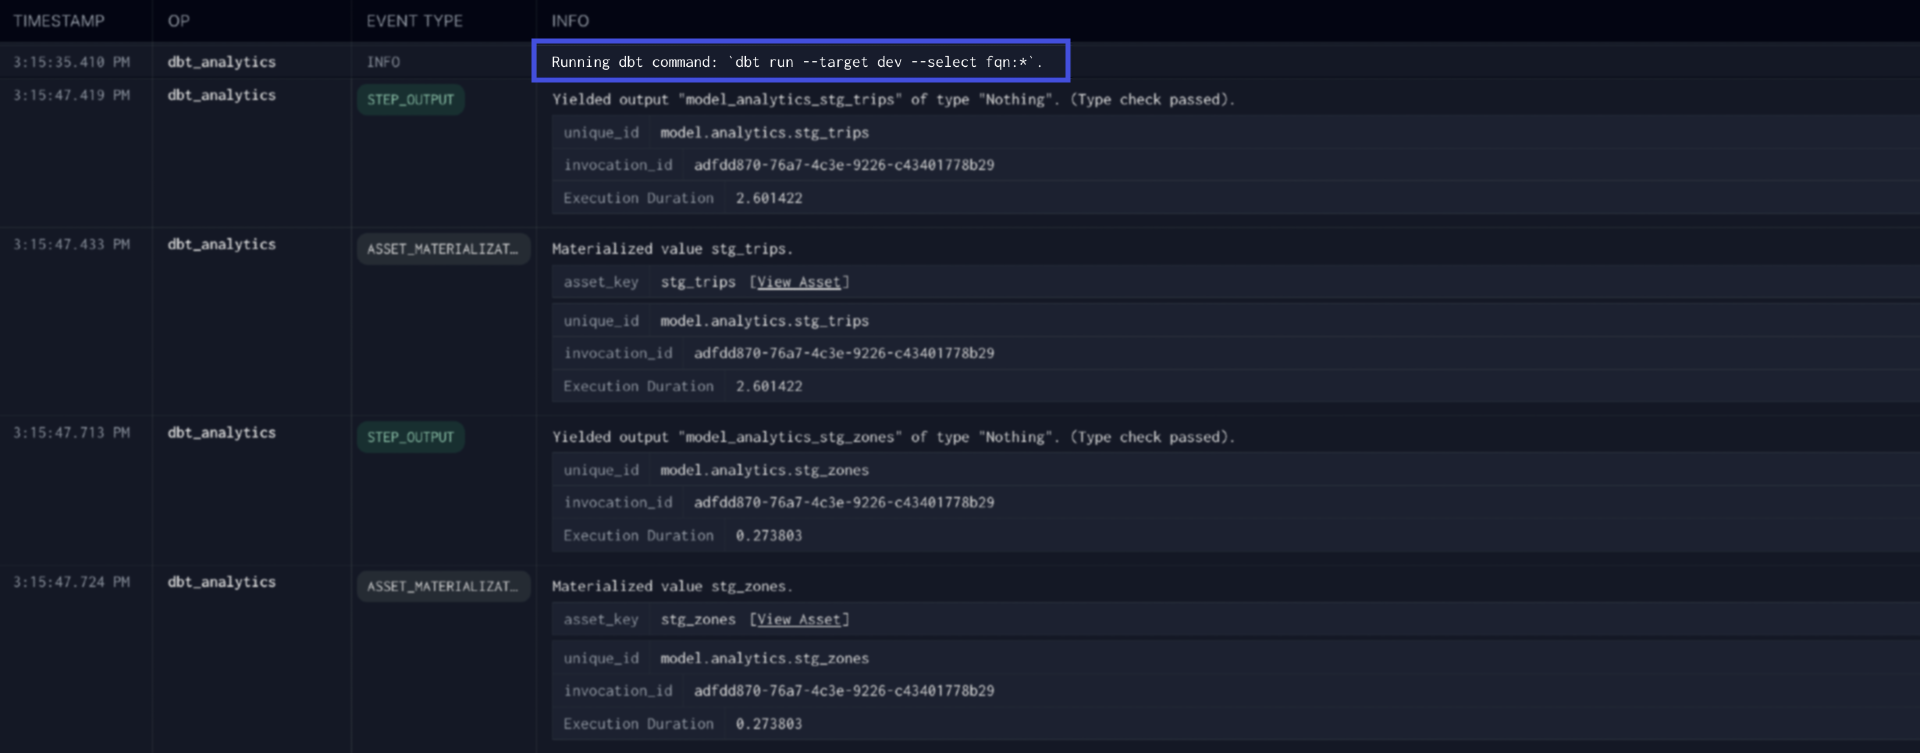 TIMESTAMP OP EVENT TYPE INFO
3:15:35.410 PM dbt_analytics INFO Running dbt command: `dbt run --target dev --select fqn:*`.
3:15:47.419 PM dbt_analytics STEP_OUTPUT Yielded output "model_analytics_stg_trips" of type "Nothing". (Type check passed).
unique_id model.analytics.stg_trips
invocation_id adfdd870-76a7-4c3e-9226-c43401778b29
Execution Duration 2.601422
3:15:47.433 PM dbt_analytics ASSET_MATERIALIZAT… Materialized value stg_trips.
asset_key stg_trips [View Asset]
unique_id model.analytics.stg_trips
invocation_id adfdd870-76a7-4c3e-9226-c43401778b29
Execution Duration 2.601422
3:15:47.713 PM dbt_analytics STEP_OUTPUT Yielded output "model_analytics_stg_zones" of type "Nothing". (Type check passed).
unique_id model.analytics.stg_zones
invocation_id adfdd870-76a7-4c3e-9226-c43401778b29
Execution Duration 0.273803
3:15:47.724 PM dbt_analytics ASSET_MATERIALIZAT… Materialized value stg_zones.
asset_key stg_zones [View Asset]
unique_id model.analytics.stg_zones
invocation_id adfdd870-76a7-4c3e-9226-c43401778b29
Execution Duration 0.273803